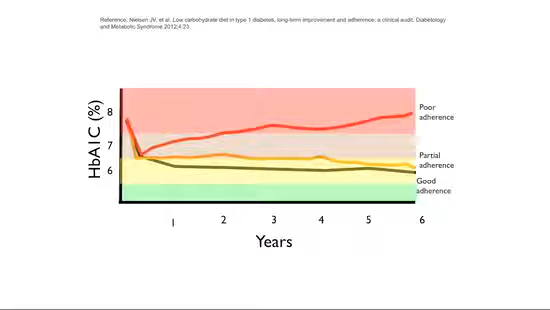 Reference, Nielsen JV, et al. Low carbohydrate diet in type 1 diabetes, long-term improvement and adherence: a clinical audit. Diabetology
and Metabolic Syndrome 2012;4:23.
HbA1C (%)
8
7
6
Poor
adherence
Partial
adherence
Good
adherence
1 2 3 4 5 6
Years